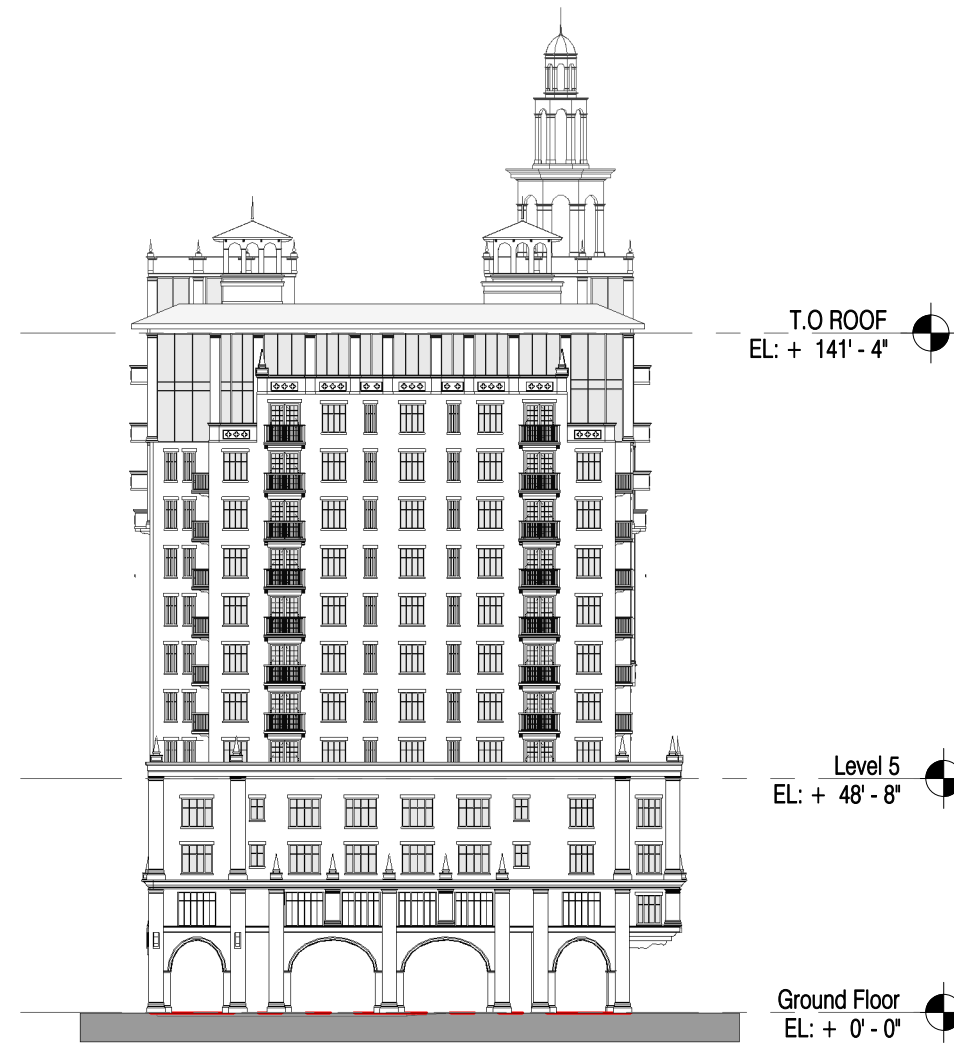 T.O ROOF
EL: + 141' - 4"
Level 5
EL: + 48' - 8"
Ground Floor
EL: + 0' - 0"